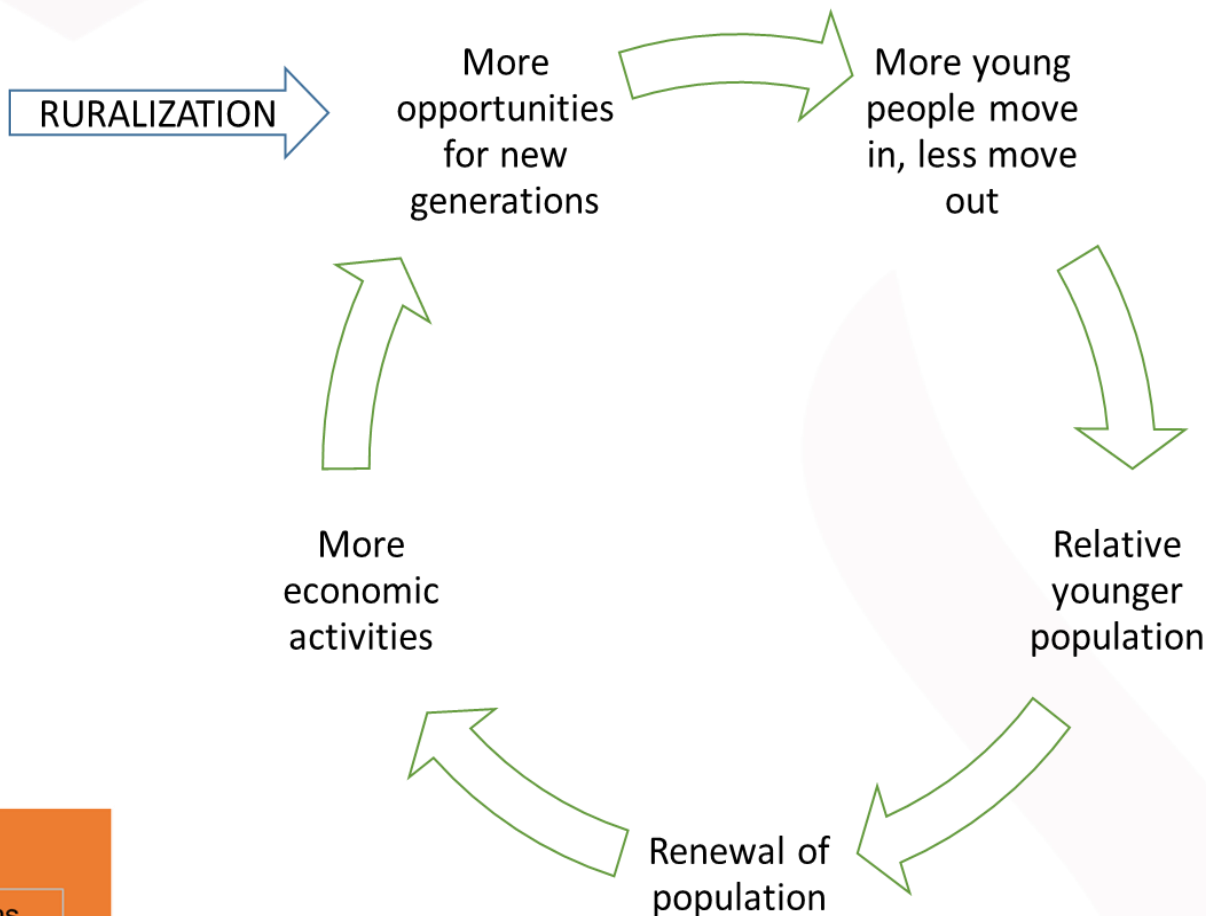 RURALIZATION
More
opportunities
for new
generations
More young
people move
in, less move
out
Relative
younger
population
Renewal of
population
More
economic
activities